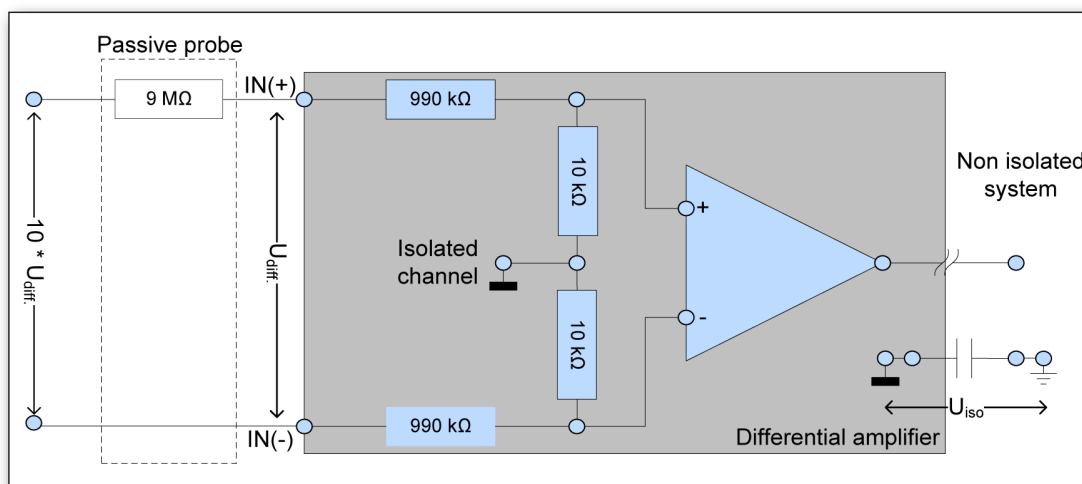 Passive probe
9 MΩ
IN(+)
990 kΩ
10 kΩ
10 * Udiff.
Udiff.
Isolated
channel
+
-
10 kΩ
Non isolated
system
990 kΩ
IN(-)
Uiso
Differential amplifier